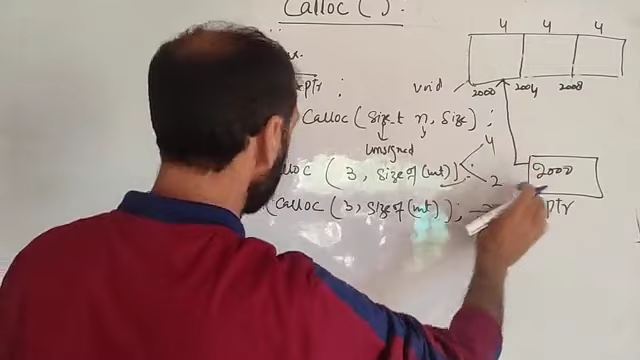 Calloc ( ) :
4 4 4
ptr :
void 2000 2004 2008
Calloc ( size_t n, size ) ;
unsigned
4
alloc ( 3, sizeof (int) ) 2000
2
( Calloc ( 3, sizeof (int) ) ; ptr